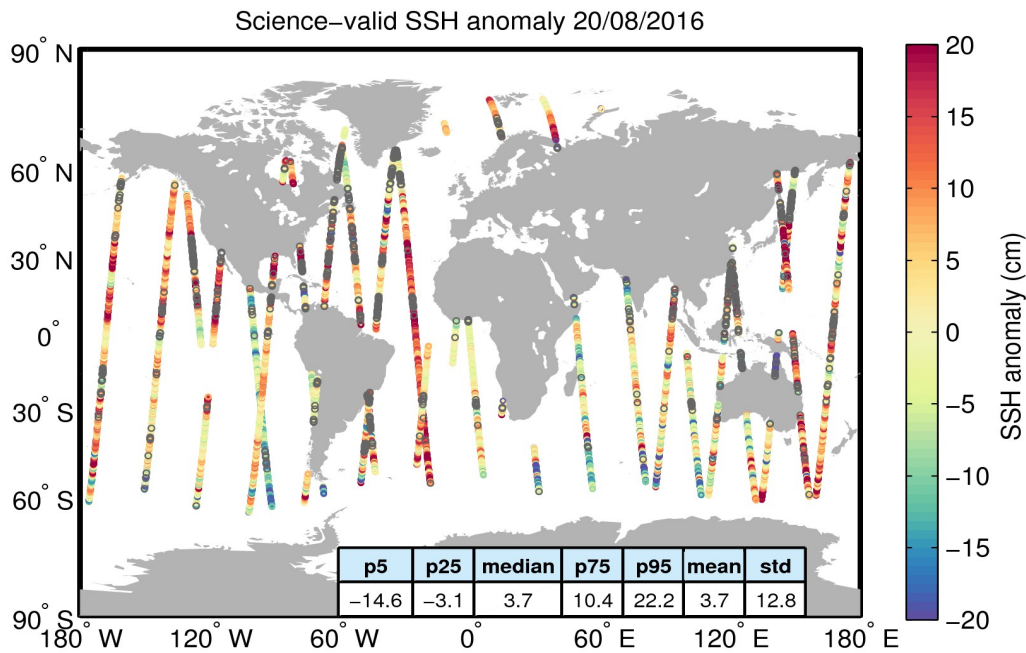 Science−valid SSH anomaly 20/08/2016
90° N
60° N
30° N
0°
30° S
60° S
90° S
180° W
120° W
60° W
0°
60° E
120° E
180° E
p5 p25 median p75 p95 mean std
−14.6 −3.1 3.7 10.4 22.2 3.7 12.8
20
15
10
5
0
−5
−10
−15
−20
SSH anomaly (cm)